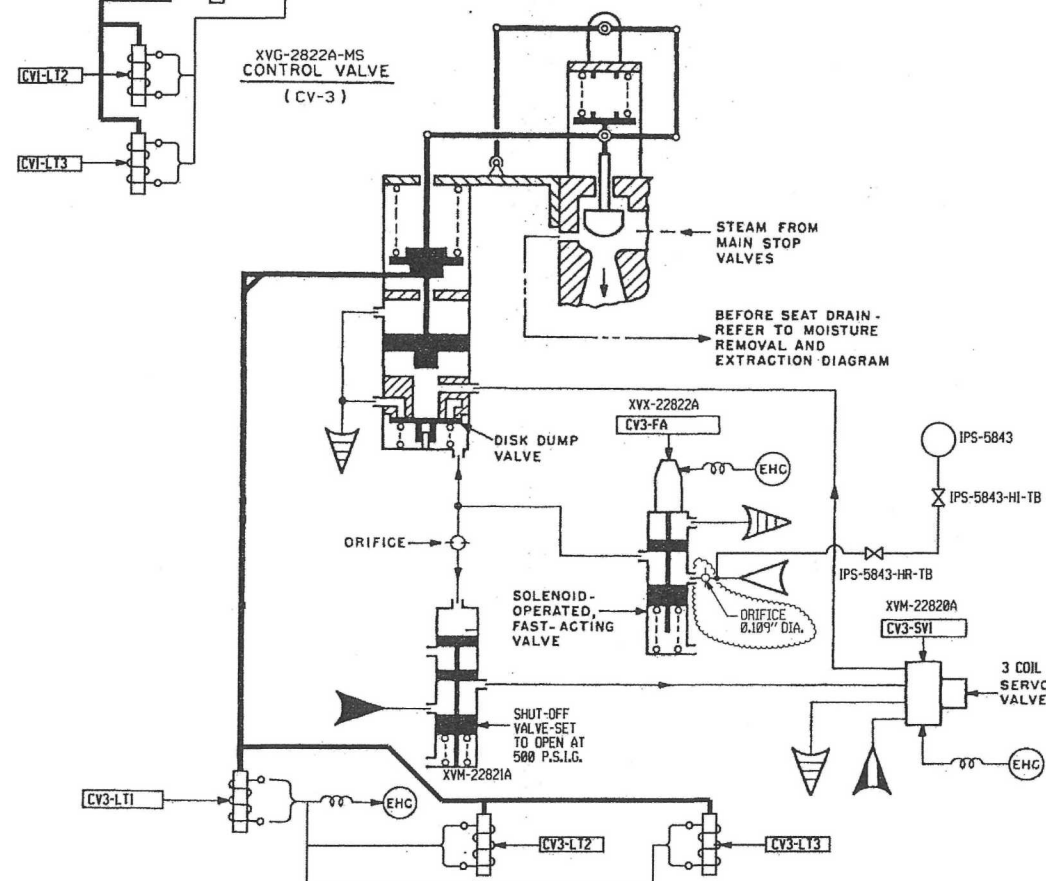 XVG-2822A-MS
CONTROL VALVE
(CV-3)
CV1-LT2
CV1-LT3
STEAM FROM
MAIN STOP
VALVES
BEFORE SEAT DRAIN-
REFER TO MOISTURE
REMOVAL AND
EXTRACTION DIAGRAM
DISK DUMP
VALVE
XVX-22822A
CV3-FA
EHC
IPS-5843
IPS-5843-HI-TB
IPS-5843-HR-TB
ORIFICE
SOLENOID-
OPERATED,
FAST-ACTING
VALVE
ORIFICE
0.109" DIA.
XVM-22820A
CV3-SV1
3 COIL
SERVO
VALVE
SHUT-OFF
VALVE-SET
TO OPEN AT
500 P.S.I.G.
XVM-22821A
EHC
CV3-LT1
EHC
CV3-LT2
CV3-LT3